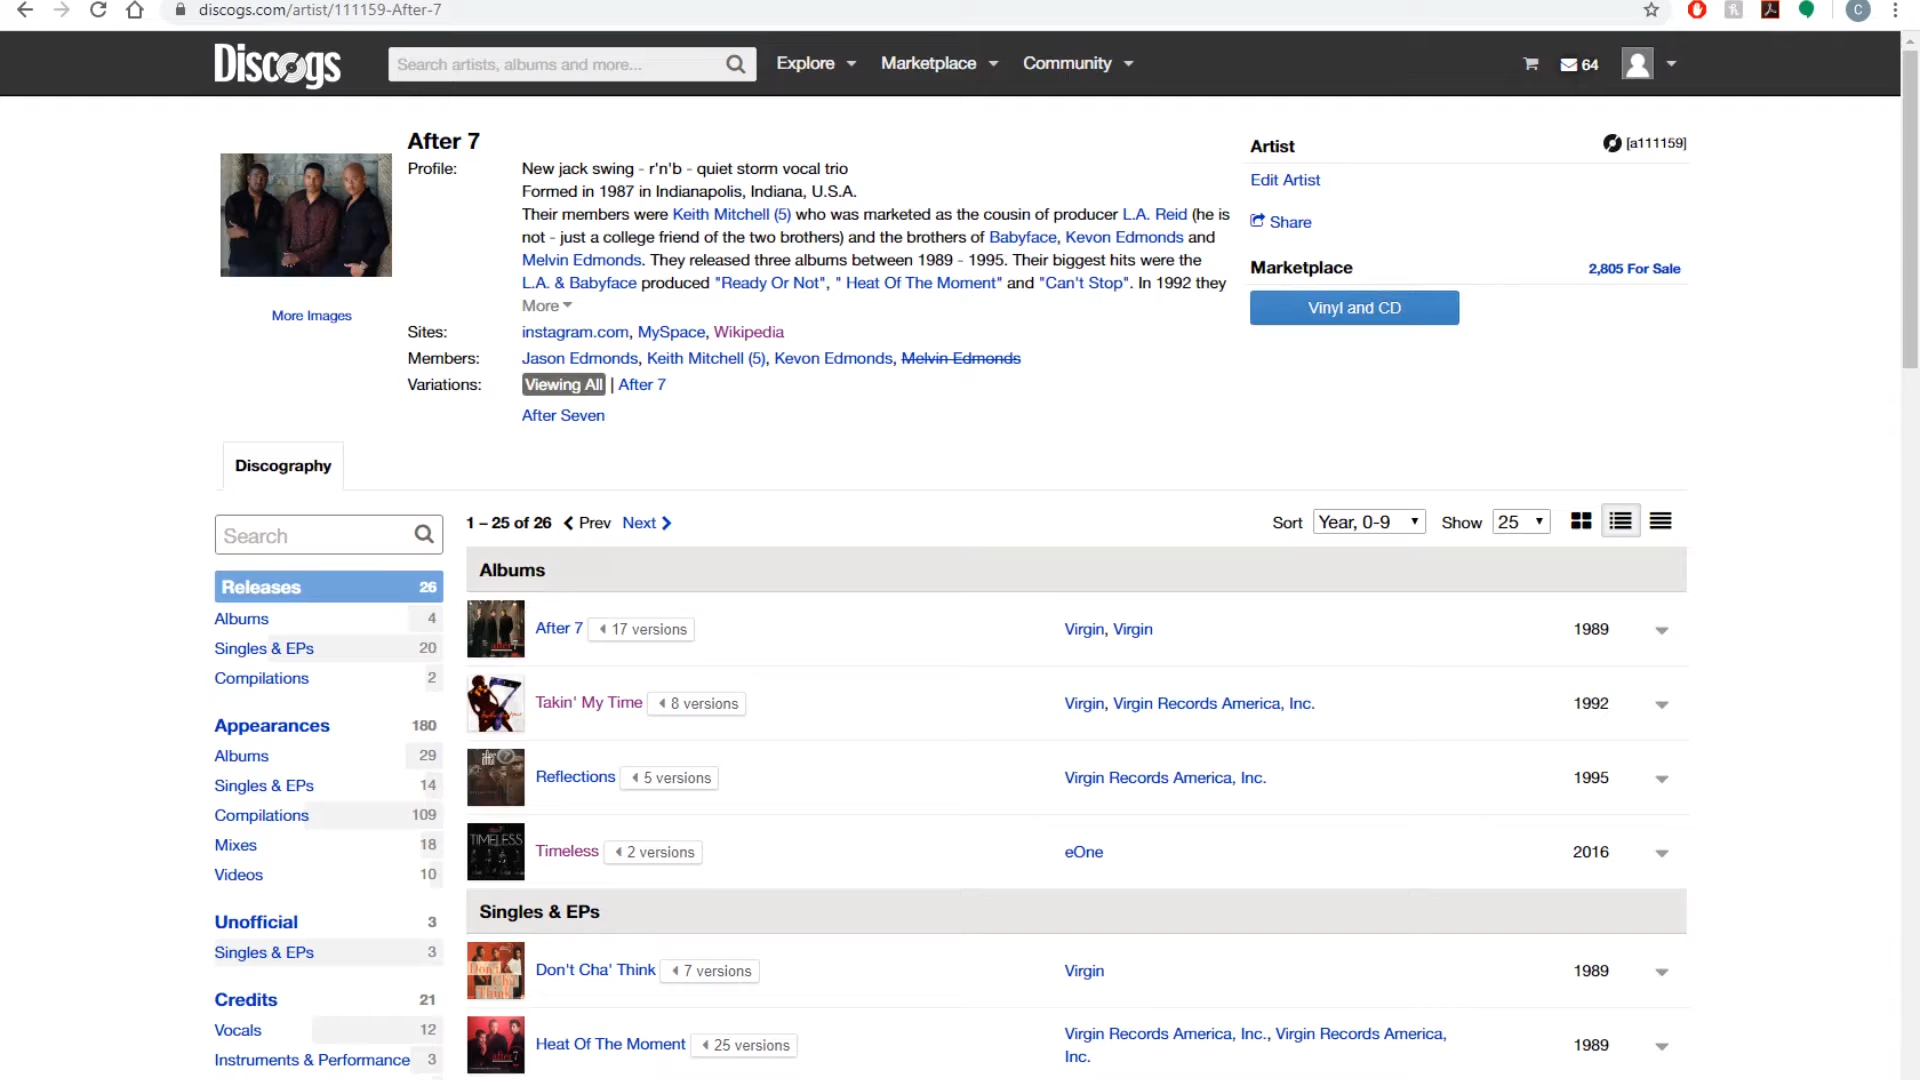 discogs.com/artist/111159-After-7
C
Discogs
Search artists, albums and more...
Explore
Marketplace
Community
64
After 7
Profile:
New jack swing - r'n'b - quiet storm vocal trio
Formed in 1987 in Indianapolis, Indiana, U.S.A.
Their members were Keith Mitchell (5) who was marketed as the cousin of producer L.A. Reid (he is
not - just a college friend of the two brothers) and the brothers of Babyface, Kevon Edmonds and
Melvin Edmonds. They released three albums between 1989 - 1995. Their biggest hits were the
L.A. & Babyface produced "Ready Or Not", " Heat Of The Moment" and "Can't Stop". In 1992 they
More
More Images
Sites:
instagram.com, MySpace, Wikipedia
Members:
Jason Edmonds, Keith Mitchell (5), Kevon Edmonds, Melvin Edmonds
Variations:
Viewing All | After 7
After Seven
Artist
[a111159]
Edit Artist
Share
Marketplace
2,805 For Sale
Vinyl and CD
Discography
Search
Releases 26
Albums 4
Singles & EPs 20
Compilations 2
Appearances 180
Albums 29
Singles & EPs 14
Compilations 109
Mixes 18
Videos 10
Unofficial 3
Singles & EPs 3
Credits 21
Vocals 12
Instruments & Performance 3
1 – 25 of 26 Prev Next
Sort Year, 0-9 Show 25
Albums
After 7 17 versions Virgin, Virgin 1989
Takin' My Time 8 versions Virgin, Virgin Records America, Inc. 1992
Reflections 5 versions Virgin Records America, Inc. 1995
TIMELESS
Timeless 2 versions eOne 2016
Singles & EPs
Don't Cha' Think 7 versions Virgin 1989
Heat Of The Moment 25 versions Virgin Records America, Inc., Virgin Records America,
Inc.
1989